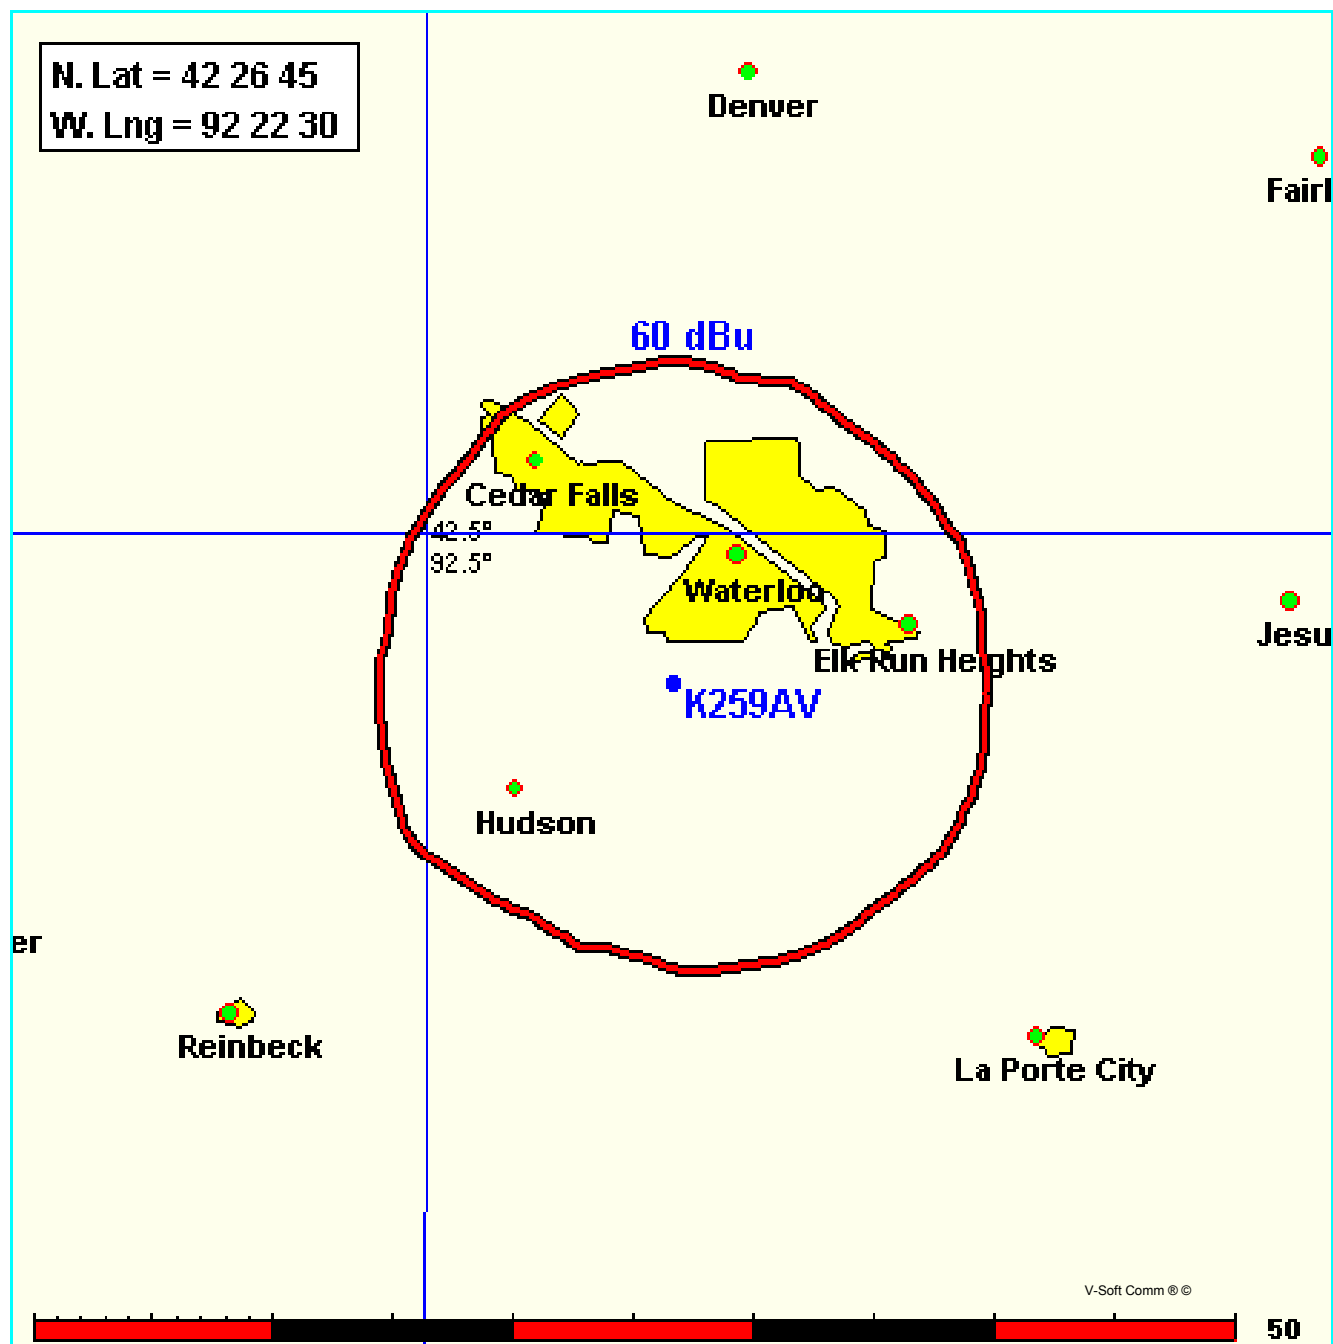 N. Lat = 42 26 45
W. Lng = 92 22 30
Denver
Fairl
60 dBu
Cedar Falls
42.5°
92.5°
Waterloo
Jesu
Elk Run Heights
K259AV
Hudson
er
Reinbeck
La Porte City
V-Soft Comm ® ©
50